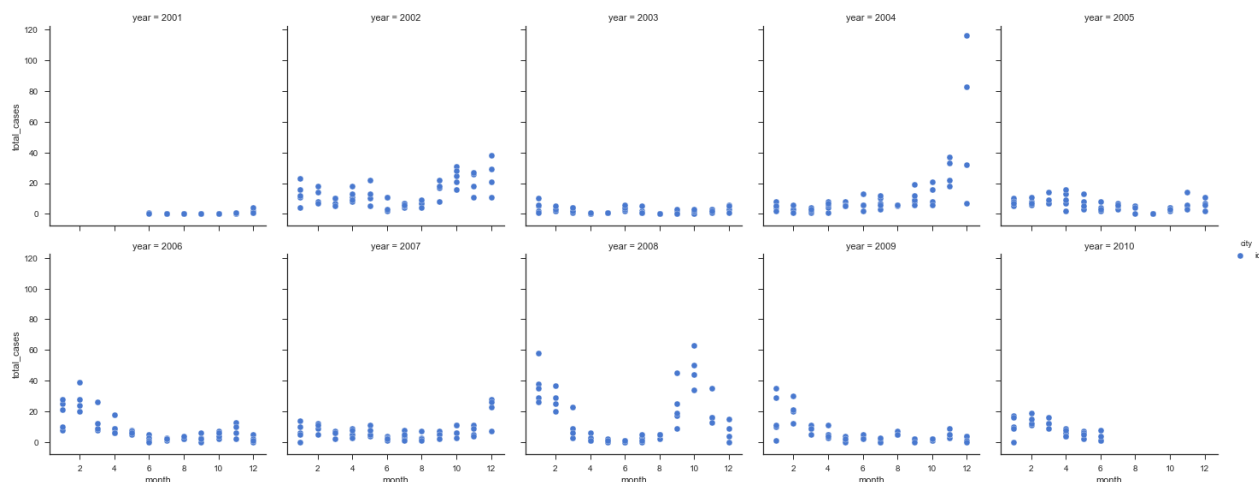 year = 2001
year = 2002
year = 2003
year = 2004
year = 2005
120
100
80
60
40
20
0
total_cases
year = 2006
year = 2007
year = 2008
year = 2009
year = 2010
120
100
80
60
40
20
0
total_cases
2 4 6 8 10 12
2 4 6 8 10 12
2 4 6 8 10 12
2 4 6 8 10 12
2 4 6 8 10 12
month
month
month
month
month
city